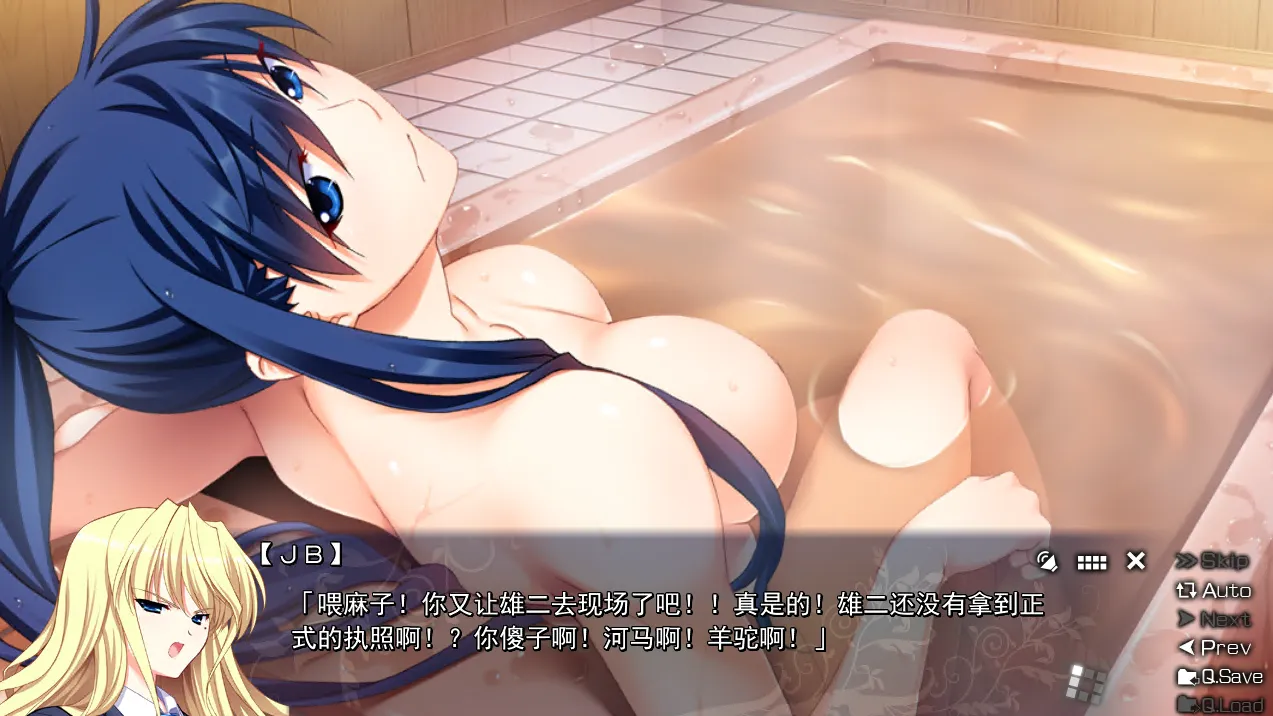 【ＪＢ】
「喂麻子！你又让雄二去现场了吧！！真是的！雄二还没有拿到正
式的执照啊！？你傻子啊！河马啊！羊驼啊！」
Skip
Auto
Next
Prev
Q.Save
Q.Load